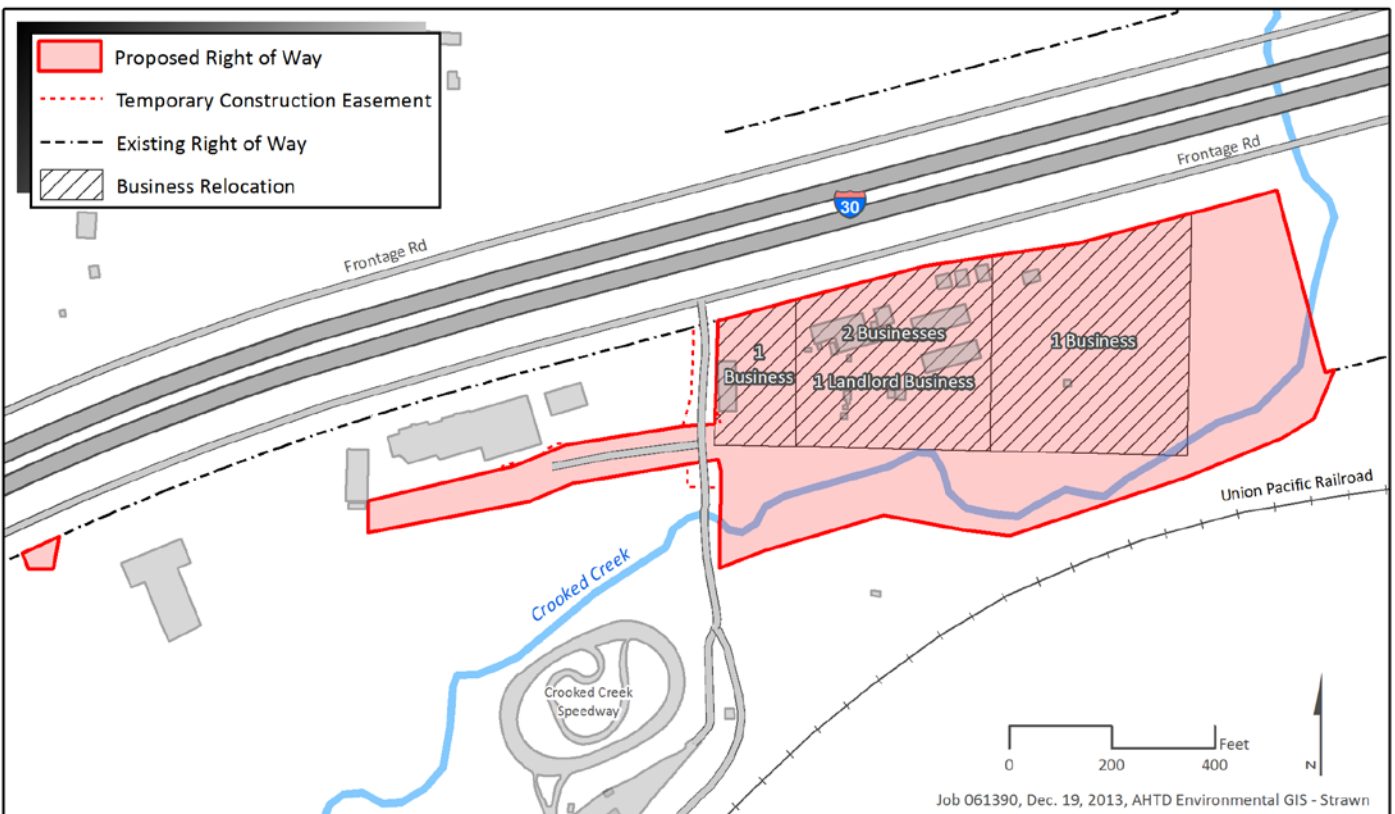 Proposed Right of Way
Temporary Construction Easement
Existing Right of Way
Business Relocation
Frontage Rd
30
Frontage Rd
1
Business
2 Businesses
1 Landlord Business
1 Business
Union Pacific Railroad
Crooked Creek
Crooked Creek
Speedway
Feet
0 200 400
N
Job 061390, Dec. 19, 2013, AHTD Environmental GIS - Strawn